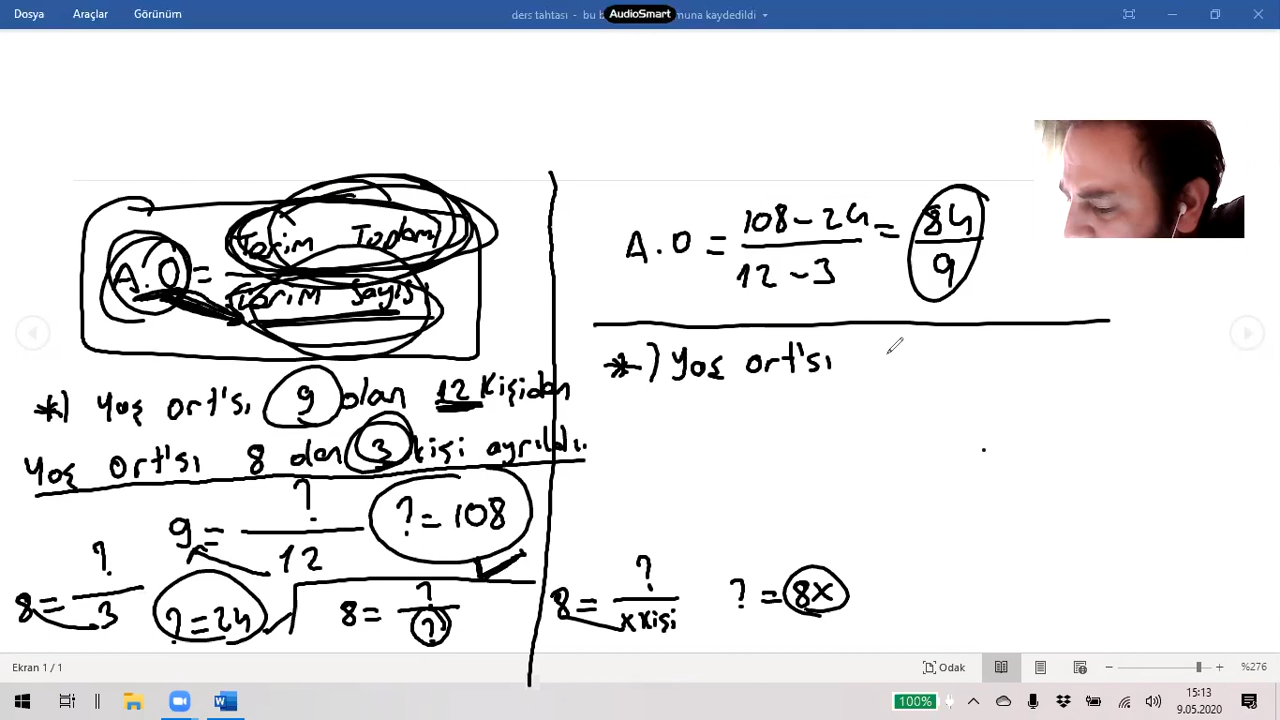 Dosya Araçlar Görünüm
ders tahtası - bu b
AudioSmart
muna kaydedildi
A.O = Terim Toplamı
Terim Sayısı
*) Yaş ort'sı 9 olan 12 Kişiden
Yaş ort'sı 8 olan 3 kişi ayrıldı.
9 = ? / 12
? = 108
8 = ? / 3
? = 24
8 = ? / ?
A.O = 108 - 24 / 12 - 3 = 84 / 9
*) Yaş ort'sı
8 = ? / x kişi
? = 8x
Ekran 1 / 1
Odak
%276
100%
15:13
9.05.2020